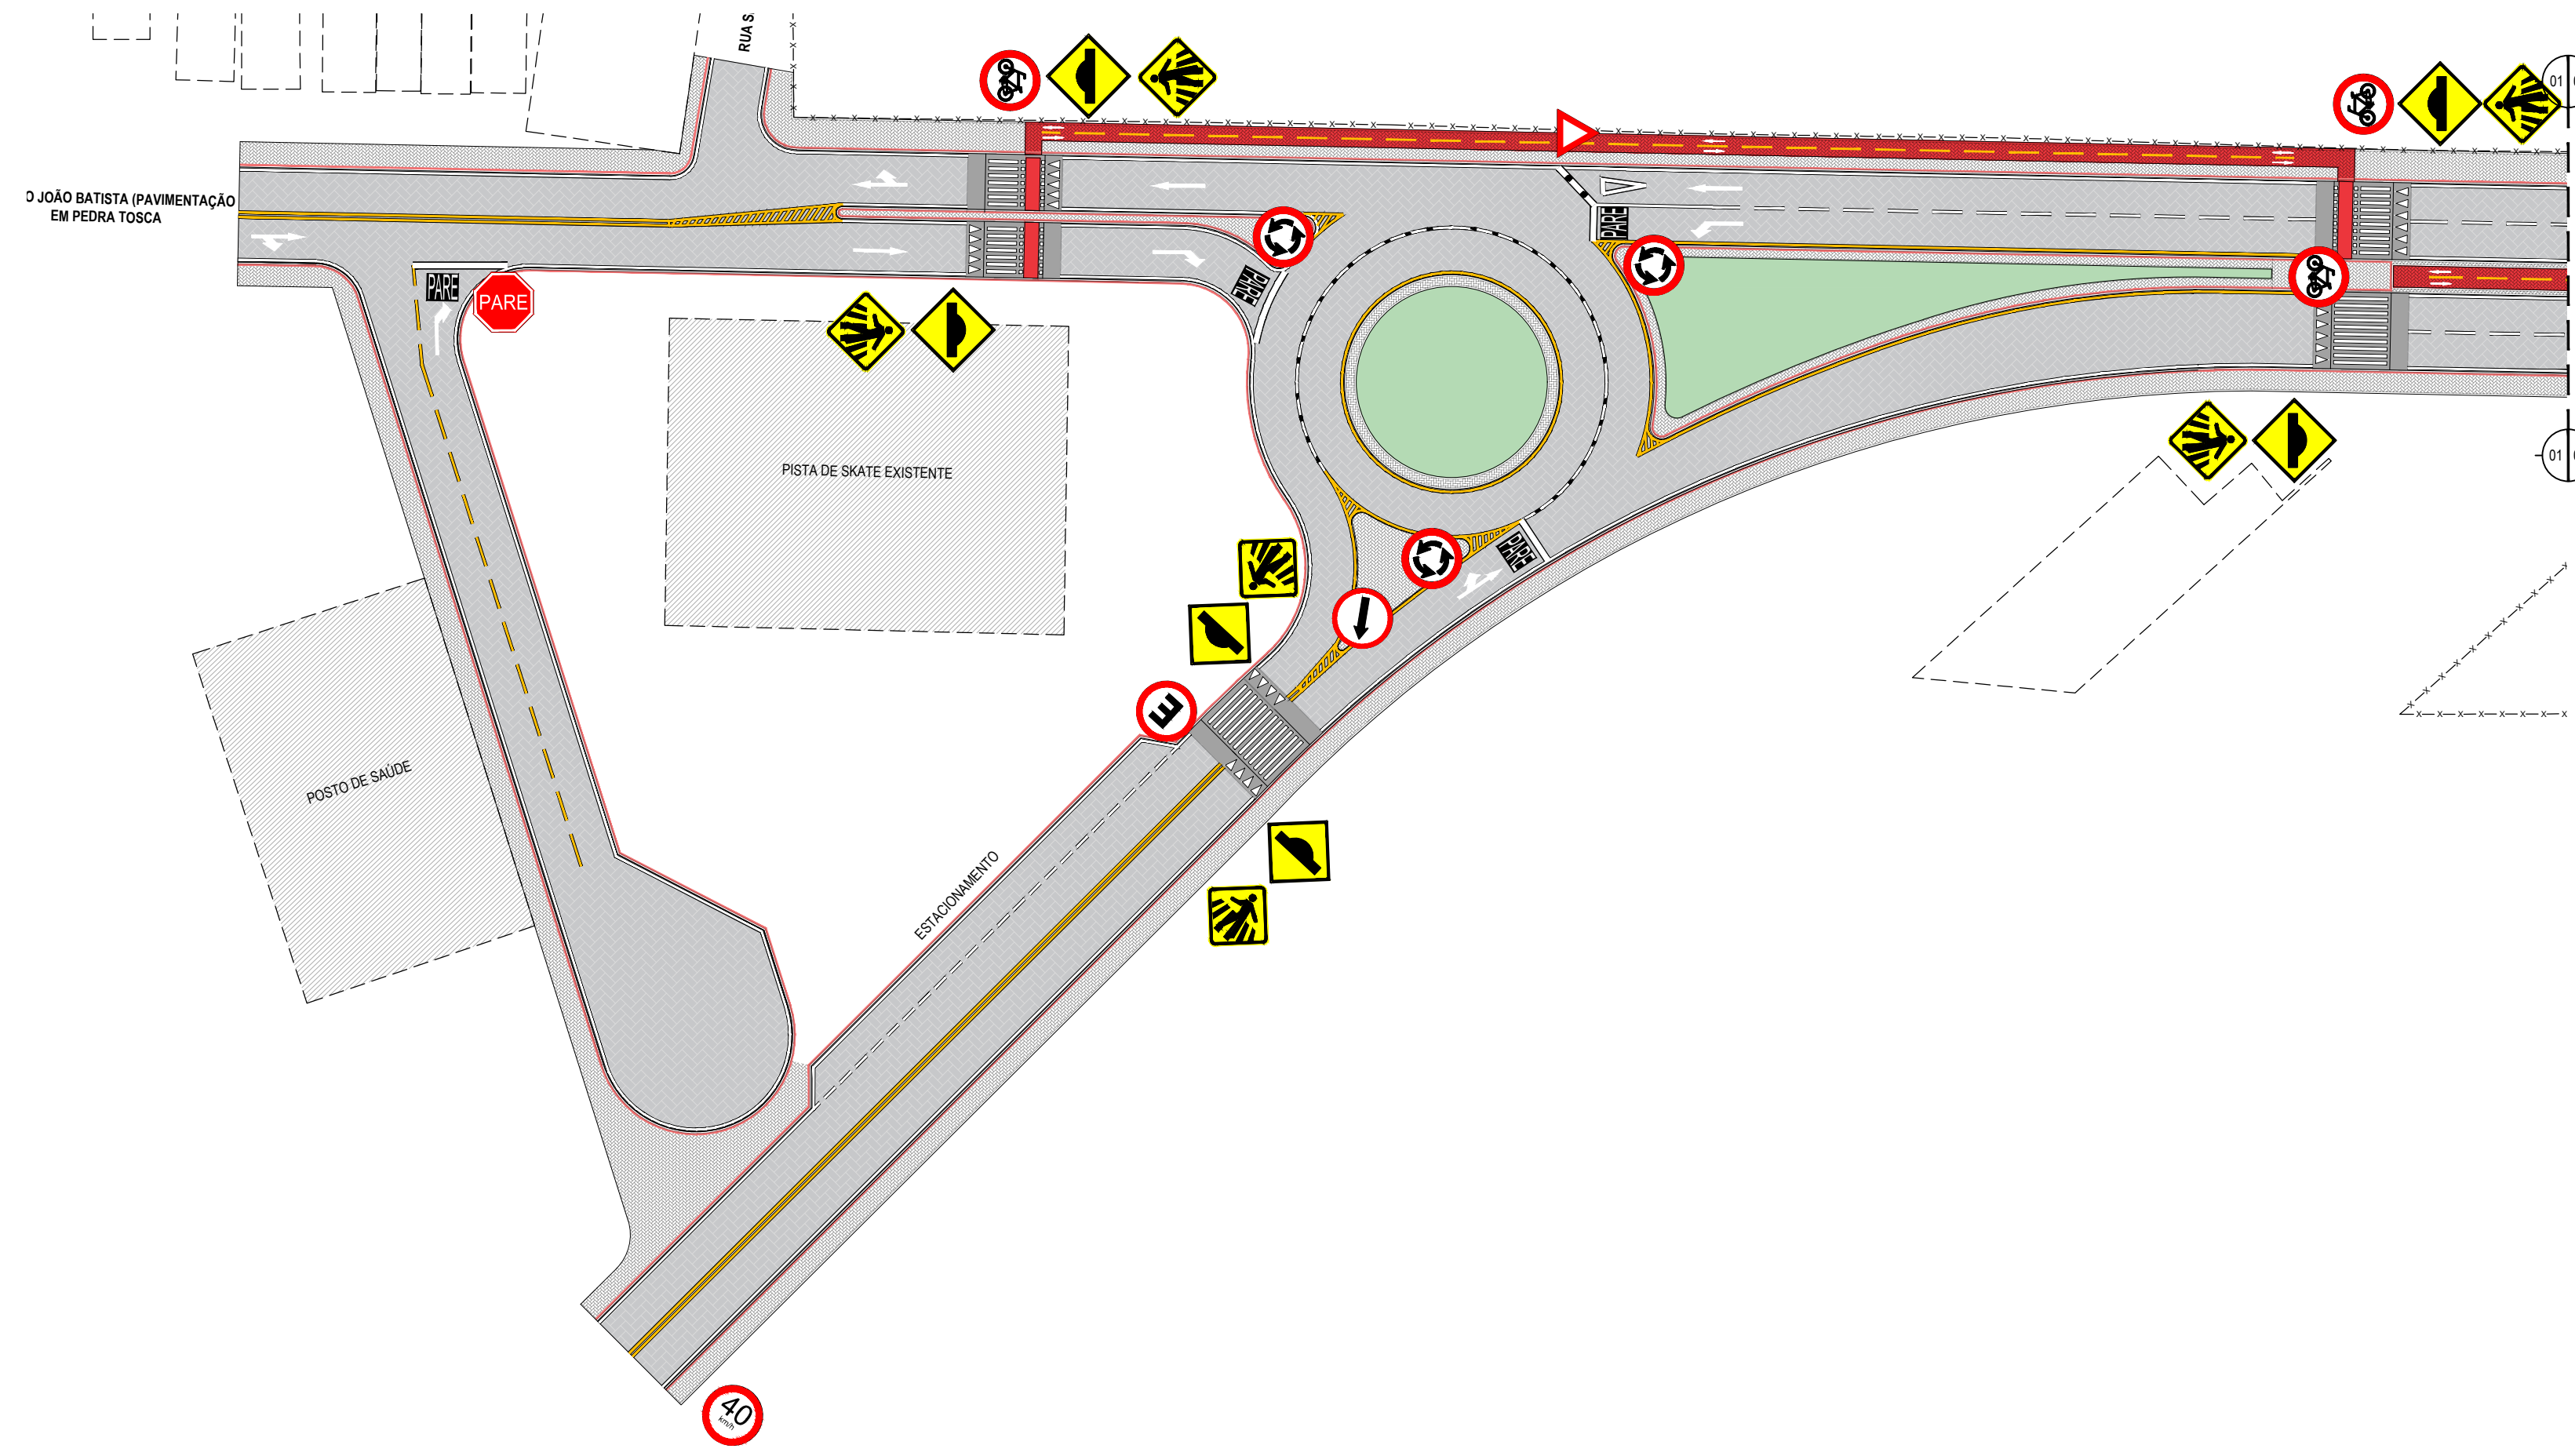 RUA S.
O JOÃO BATISTA (PAVIMENTAÇÃO
EM PEDRA TOSCA
01
PARE
PARE
PARE
PARE
01
PISTA DE SKATE EXISTENTE
PARE
E
POSTO DE SAÚDE
ESTACIONAMENTO
40
km/h